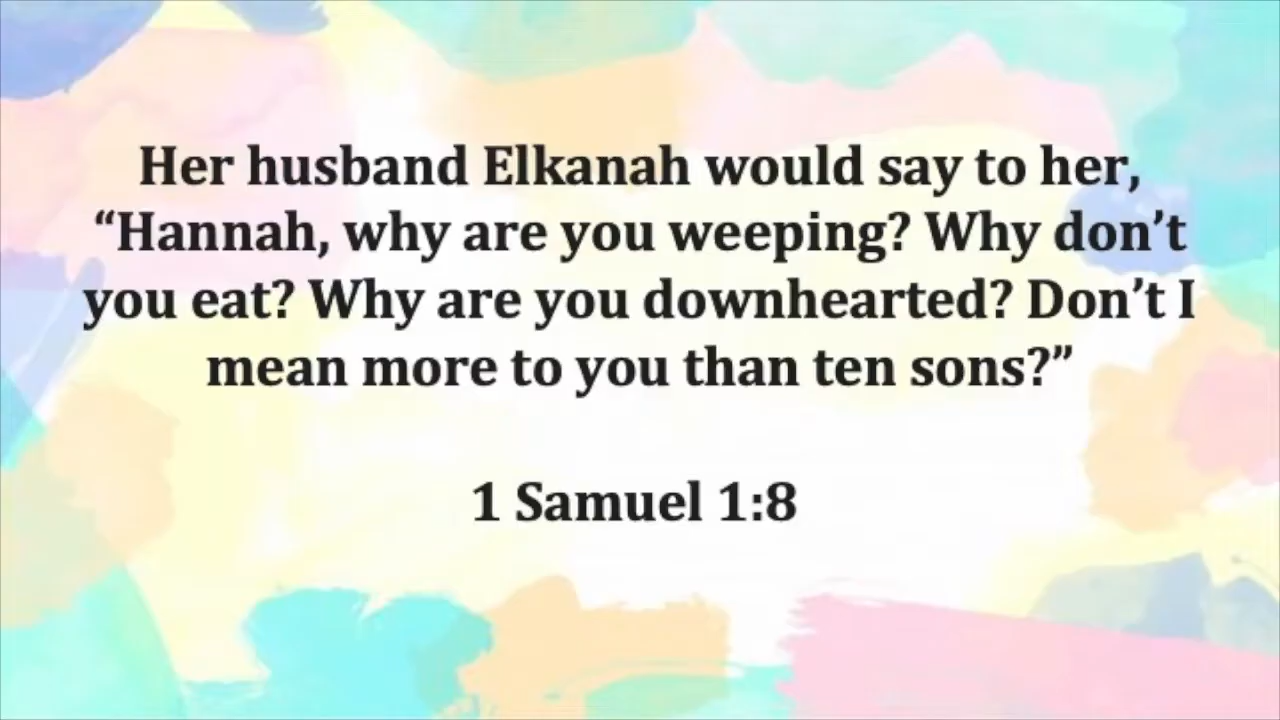 Her husband Elkanah would say to her,
“Hannah, why are you weeping? Why don’t
you eat? Why are you downhearted? Don’t I
mean more to you than ten sons?”
1 Samuel 1:8